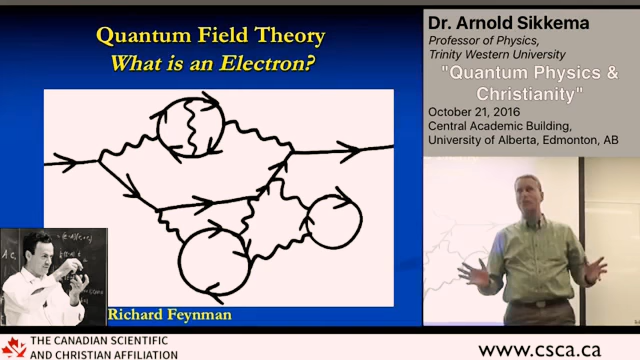 Quantum Field Theory
What is an Electron?
Richard Feynman
Dr. Arnold Sikkema
Professor of Physics,
Trinity Western University
"Quantum Physics &
Christianity"
October 21, 2016
Central Academic Building,
University of Alberta, Edmonton, AB
THE CANADIAN SCIENTIFIC
AND CHRISTIAN AFFILIATION
www.csca.ca